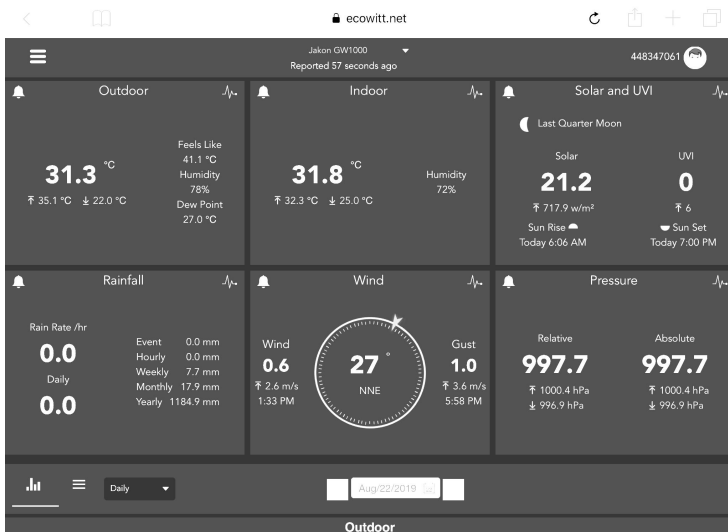 ecowitt.net
Jakon GW1000
Reported 57 seconds ago
448347061
Outdoor
31.3 °C
35.1 °C 22.0 °C
Feels Like
41.1 °C
Humidity
78%
Dew Point
27.0 °C
Indoor
31.8 °C
32.3 °C 25.0 °C
Humidity
72%
Solar and UVI
Last Quarter Moon
Solar
21.2
717.9 w/m²
UVI
0
6
Sun Rise
Today 6:06 AM
Sun Set
Today 7:00 PM
Rainfall
Rain Rate /hr
0.0
Daily
0.0
Event 0.0 mm
Hourly 0.0 mm
Weekly 7.7 mm
Monthly 17.9 mm
Yearly 1184.9 mm
Wind
Wind
0.6
2.6 m/s
1:33 PM
27 °
NNE
Gust
1.0
3.6 m/s
5:58 PM
Pressure
Relative
997.7
1000.4 hPa
996.9 hPa
Absolute
997.7
1000.4 hPa
996.9 hPa
Daily
Aug/22/2019
Outdoor